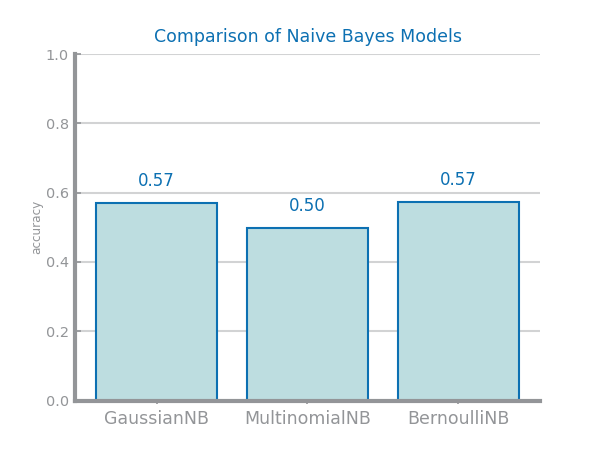 Comparison of Naive Bayes Models
1.0
0.8
0.6
0.4
0.2
0.0
accuracy
0.57
0.50
0.57
GaussianNB
MultinomialNB
BernoulliNB